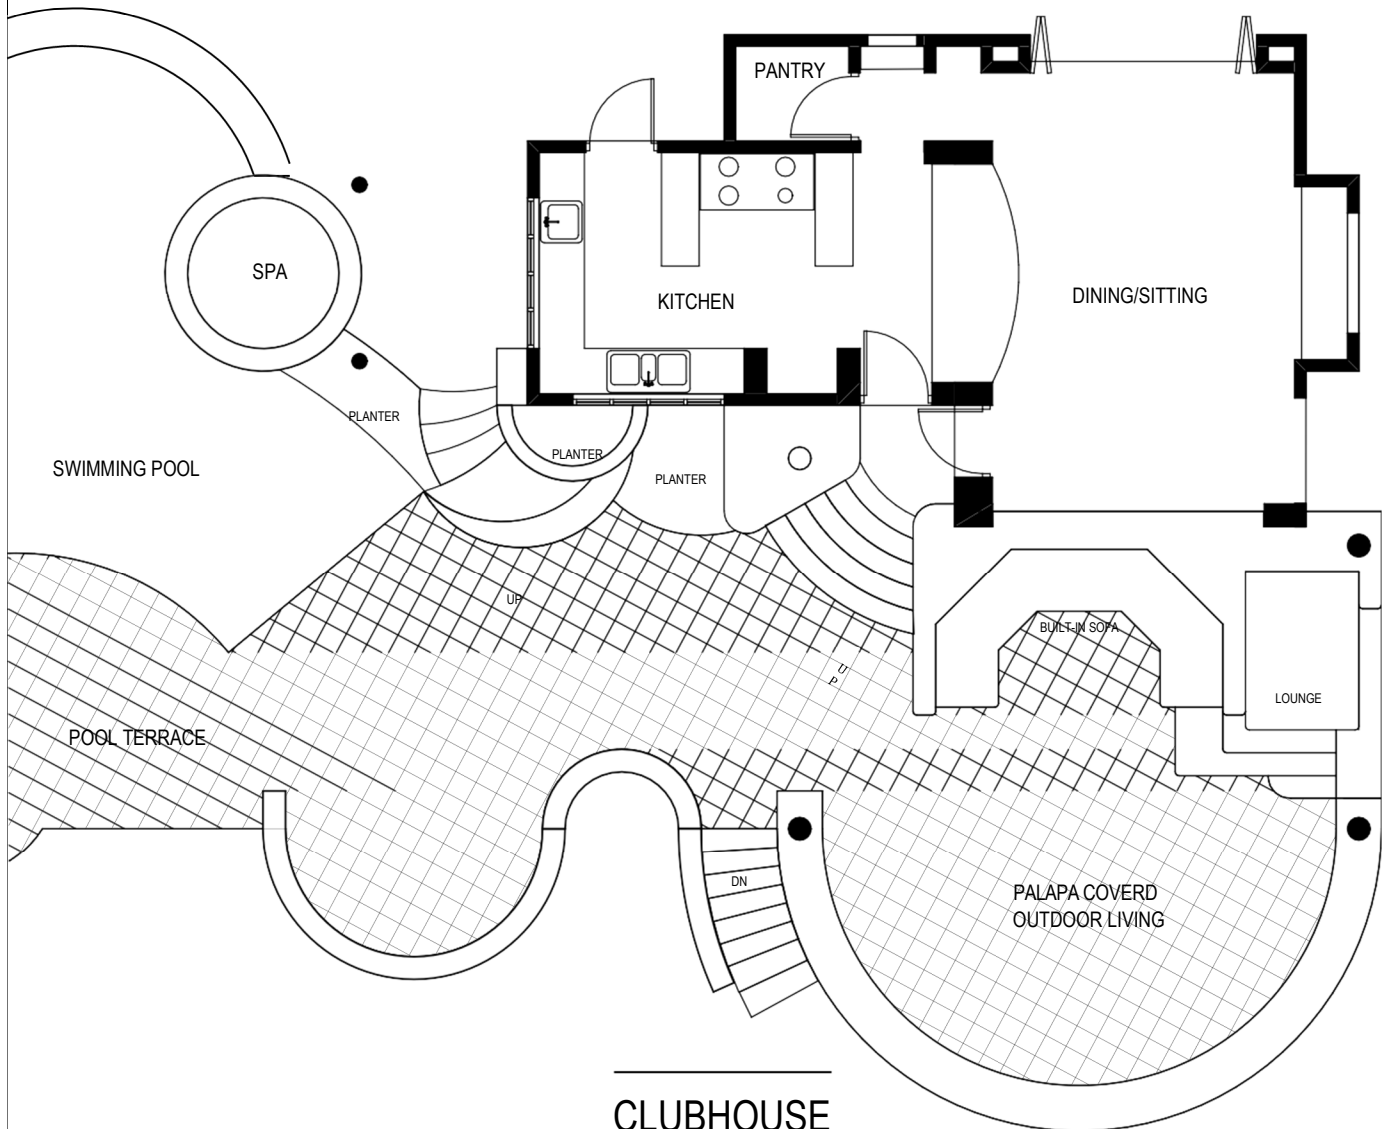 PANTRY
SPA
KITCHEN
DINING/SITTING
PLANTER
PLANTER
SWIMMING POOL
PLANTER
UP
BUILT-IN SOFA
UP
LOUNGE
POOL TERRACE
DN
PALAPA COVERD
OUTDOOR LIVING
CLUBHOUSE